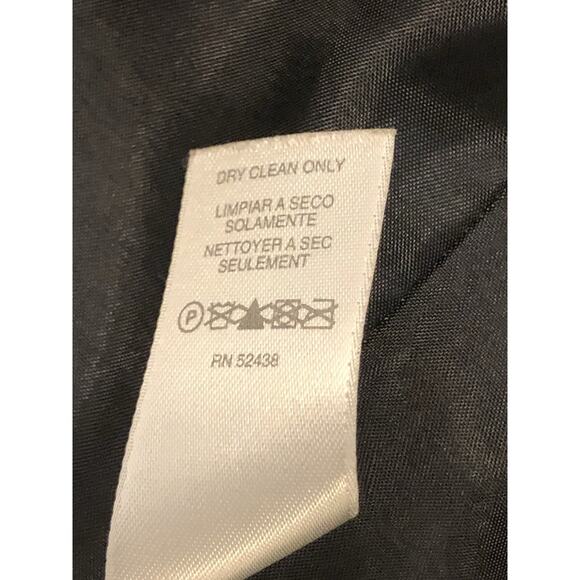 DRY CLEAN ONLY
LIMPIAR A SECO
SOLAMENTE
NETTOYER A SEC
SEULEMENT
P
RN 52438